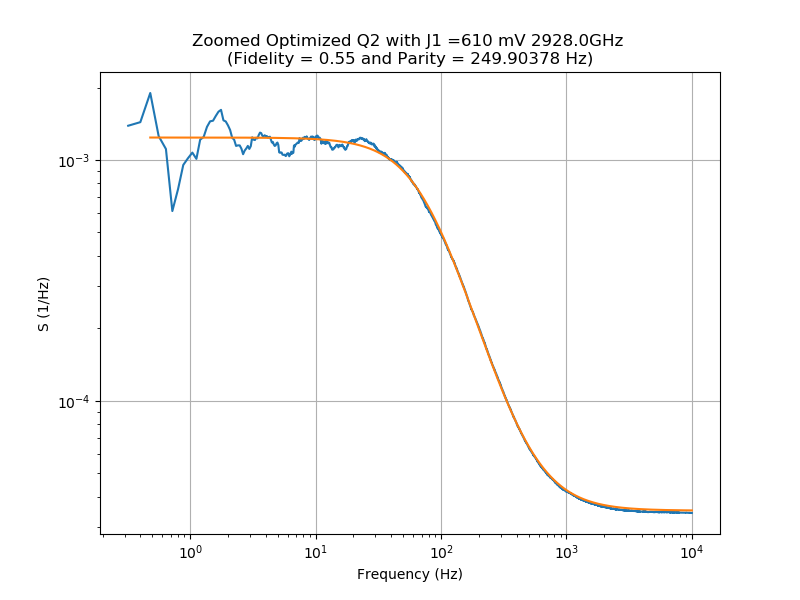 Zoomed Optimized Q2 with J1 =610 mV 2928.0GHz
(Fidelity = 0.55 and Parity = 249.90378 Hz)
S (1/Hz)
10⁻³
10⁻⁴
10⁰ 10¹ 10² 10³ 10⁴
Frequency (Hz)